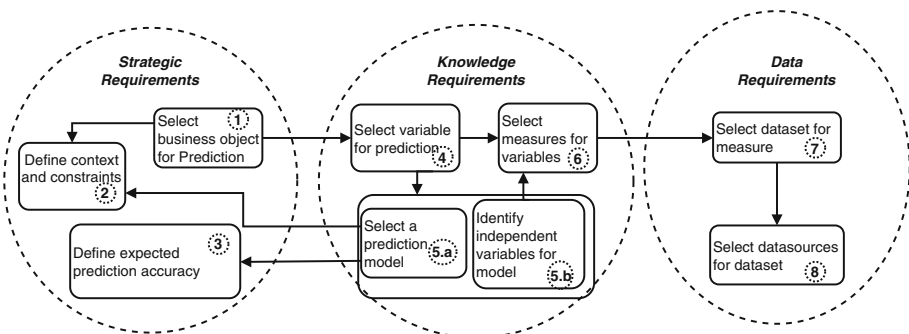 Strategic
Requirements
Knowledge
Requirements
Data
Requirements
Select
business object
for Prediction
1
Define context
and constraints
2
Define expected
prediction accuracy
3
Select variable
for prediction
4
Select a
prediction
model
5.a
Identify
independent
variables for
model
5.b
Select
measures for
variables
6
Select dataset for
measure
7
Select datasources
for dataset
8